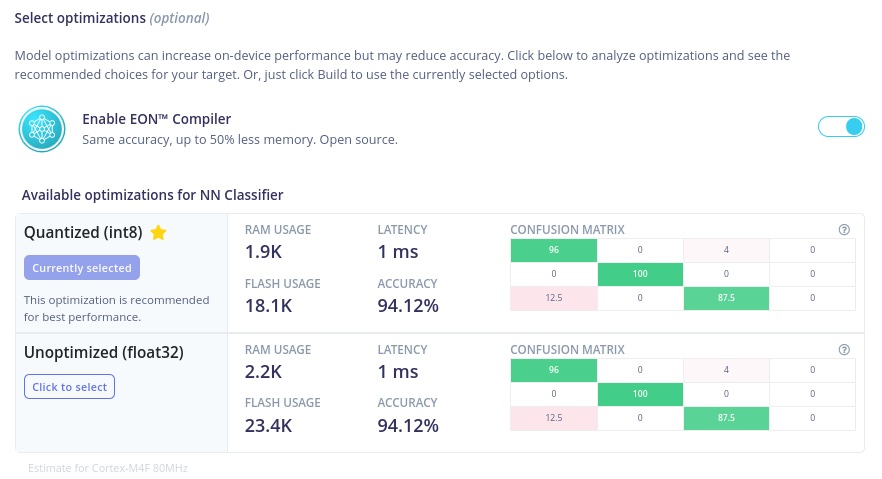 Select optimizations (optional)
Model optimizations can increase on-device performance but may reduce accuracy. Click below to analyze optimizations and see the
recommended choices for your target. Or, just click Build to use the currently selected options.
Enable EON™ Compiler
Same accuracy, up to 50% less memory. Open source.
Available optimizations for NN Classifier
Quantized (int8)
Currently selected
This optimization is recommended
for best performance.
RAM USAGE
1.9K
LATENCY
1 ms
FLASH USAGE
18.1K
ACCURACY
94.12%
CONFUSION MATRIX ?
96 0 4 0
0 100 0 0
12.5 0 87.5 0
Unoptimized (float32)
Click to select
RAM USAGE
2.2K
LATENCY
1 ms
FLASH USAGE
23.4K
ACCURACY
94.12%
CONFUSION MATRIX ?
96 0 4 0
0 100 0 0
12.5 0 87.5 0
Estimate for Cortex-M4F 80MHz